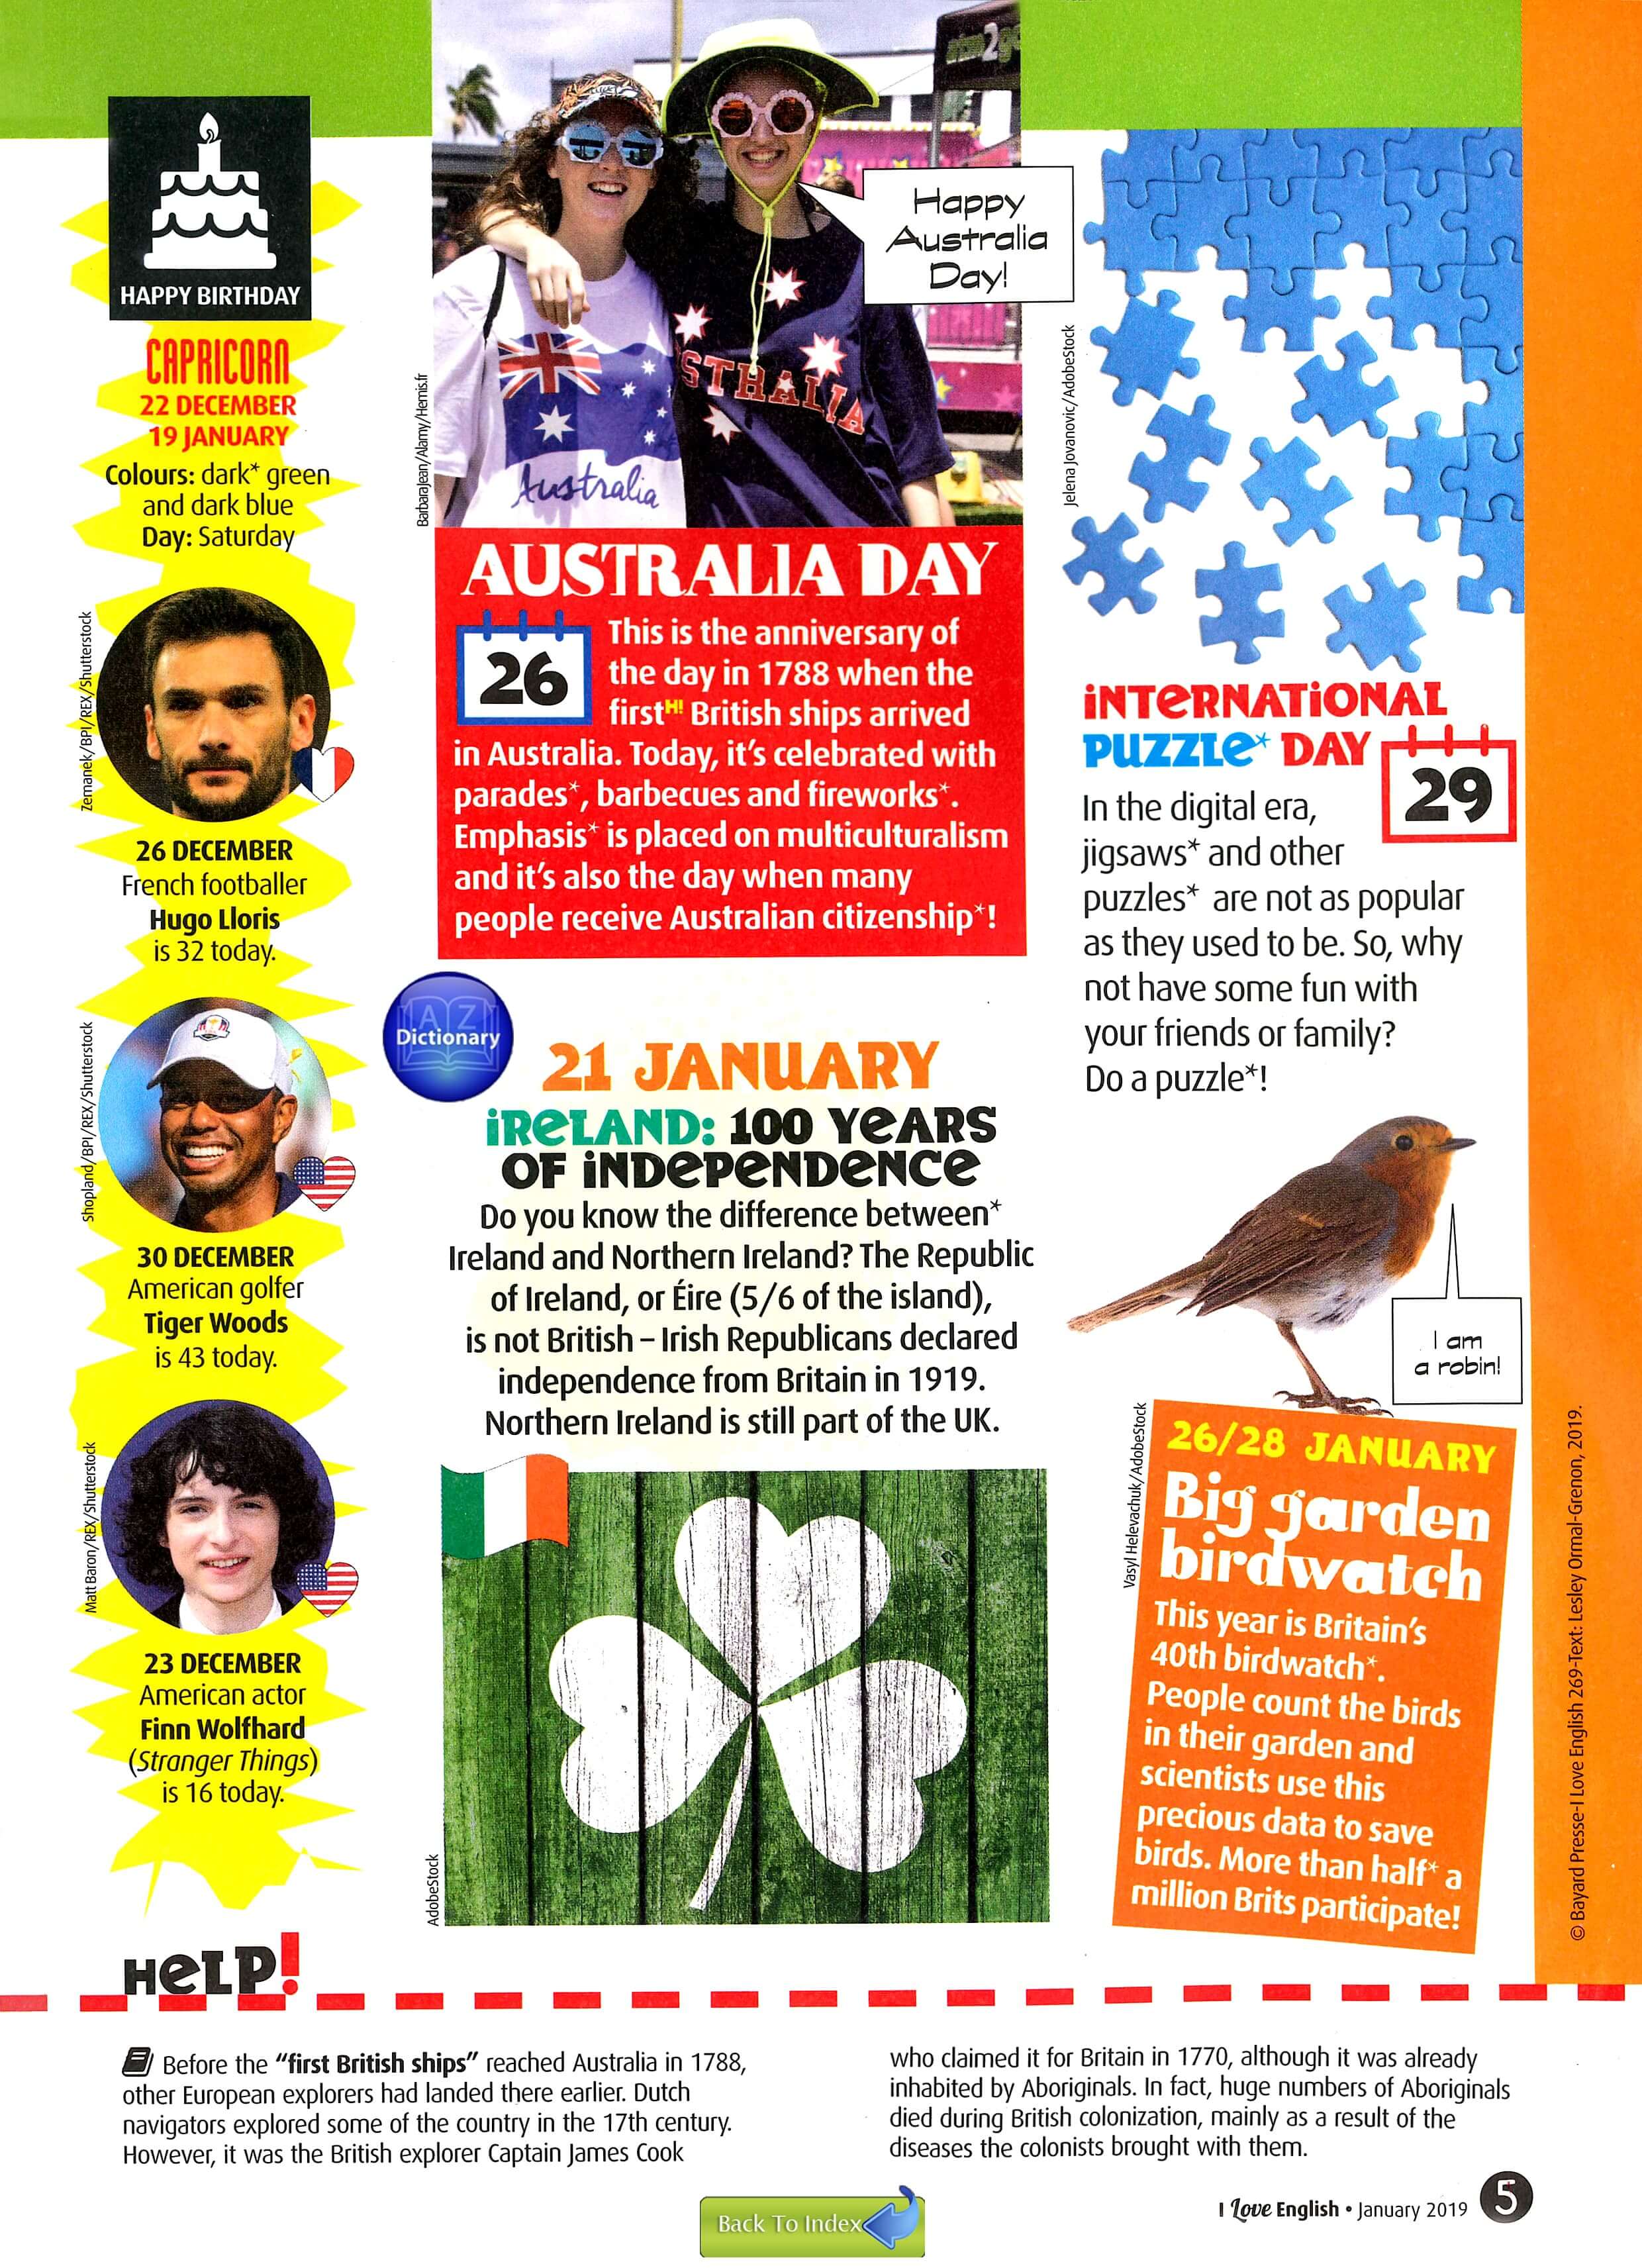 HAPPY BIRTHDAY
CAPRICORN
22 DECEMBER
19 JANUARY
Colours: dark* green
and dark blue
Day: Saturday
Zemanek/BPI/REX/Shutterstock
26 DECEMBER
French footballer
Hugo Lloris
is 32 today.
Shopland/BPI/REX/Shutterstock
30 DECEMBER
American golfer
Tiger Woods
is 43 today.
Matt Baron/REX/Shutterstock
23 DECEMBER
American actor
Finn Wolfhard
(Stranger Things)
is 16 today.
BarbaraJean/Alamy/Hemis.fr
Australia
STRALIA
Happy
Australia
Day!
AUSTRALIA DAY
26
This is the anniversary of
the day in 1788 when the
firstH! British ships arrived
in Australia. Today, it's celebrated with
parades*, barbecues and fireworks*.
Emphasis* is placed on multiculturalism
and it's also the day when many
people receive Australian citizenship*!
A Z
Dictionary
21 JANUARY
IRELAND: 100 YEARS
OF INDEPENDENCE
Do you know the difference between*
Ireland and Northern Ireland? The Republic
of Ireland, or Éire (5/6 of the island),
is not British – Irish Republicans declared
independence from Britain in 1919.
Northern Ireland is still part of the UK.
AdobeStock
Jelena Jovanovic/AdobeStock
INTERNATIONAL
PUZZLE* DAY
29
In the digital era,
jigsaws* and other
puzzles* are not as popular
as they used to be. So, why
not have some fun with
your friends or family?
Do a puzzle*!
I am
a robin!
Vasyl Helevachuk/AdobeStock
26/28 JANUARY
Big garden
birdwatch
This year is Britain's
40th birdwatch*.
People count the birds
in their garden and
scientists use this
precious data to save
birds. More than half* a
million Brits participate!
© Bayard Presse-I Love English 269-Text: Lesley Ormal-Grenon, 2019.
HELP!
Before the "first British ships" reached Australia in 1788,
other European explorers had landed there earlier. Dutch
navigators explored some of the country in the 17th century.
However, it was the British explorer Captain James Cook
who claimed it for Britain in 1770, although it was already
inhabited by Aboriginals. In fact, huge numbers of Aboriginals
died during British colonization, mainly as a result of the
diseases the colonists brought with them.
Back To Index
I Love English • January 2019 5